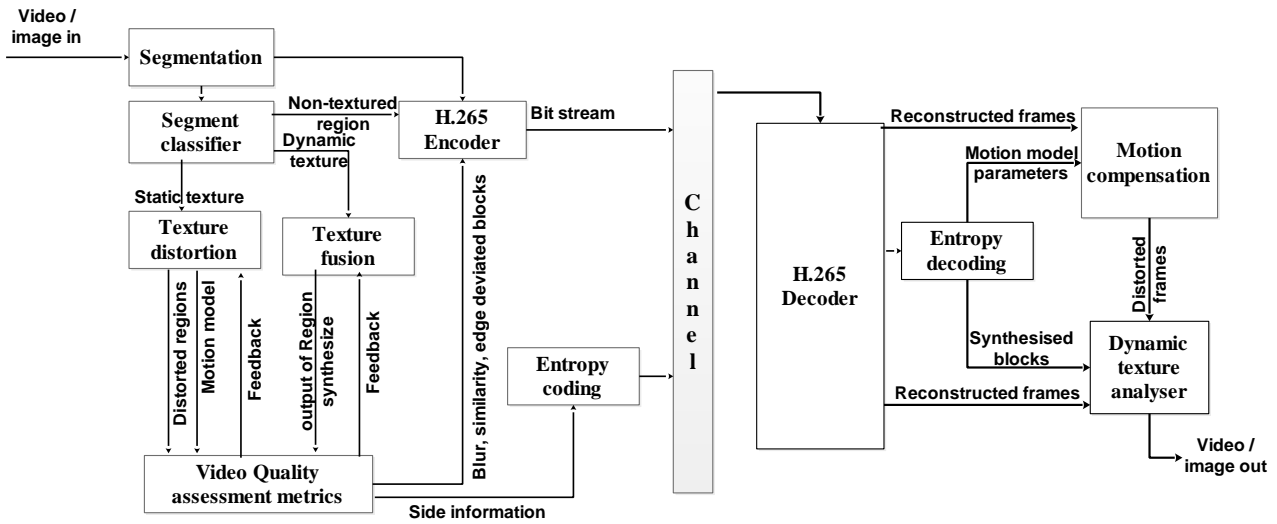 Video /
image in
Segmentation
Segment
classifier
Non-textured
region
Dynamic
texture
H.265
Encoder
Bit stream
Static texture
Texture
distortion
Texture
fusion
Distorted regions
Motion model
Feedback
output of Region
synthesize
Feedback
Blur, similarity, edge deviated blocks
Video Quality
assessment metrics
Side information
Entropy
coding
C
h
a
n
n
e
l
H.265
Decoder
Reconstructed frames
Motion model
parameters
Motion
compensation
Entropy
decoding
Distorted
frames
Synthesised
blocks
Dynamic
texture
analyser
Reconstructed frames
Video /
image out